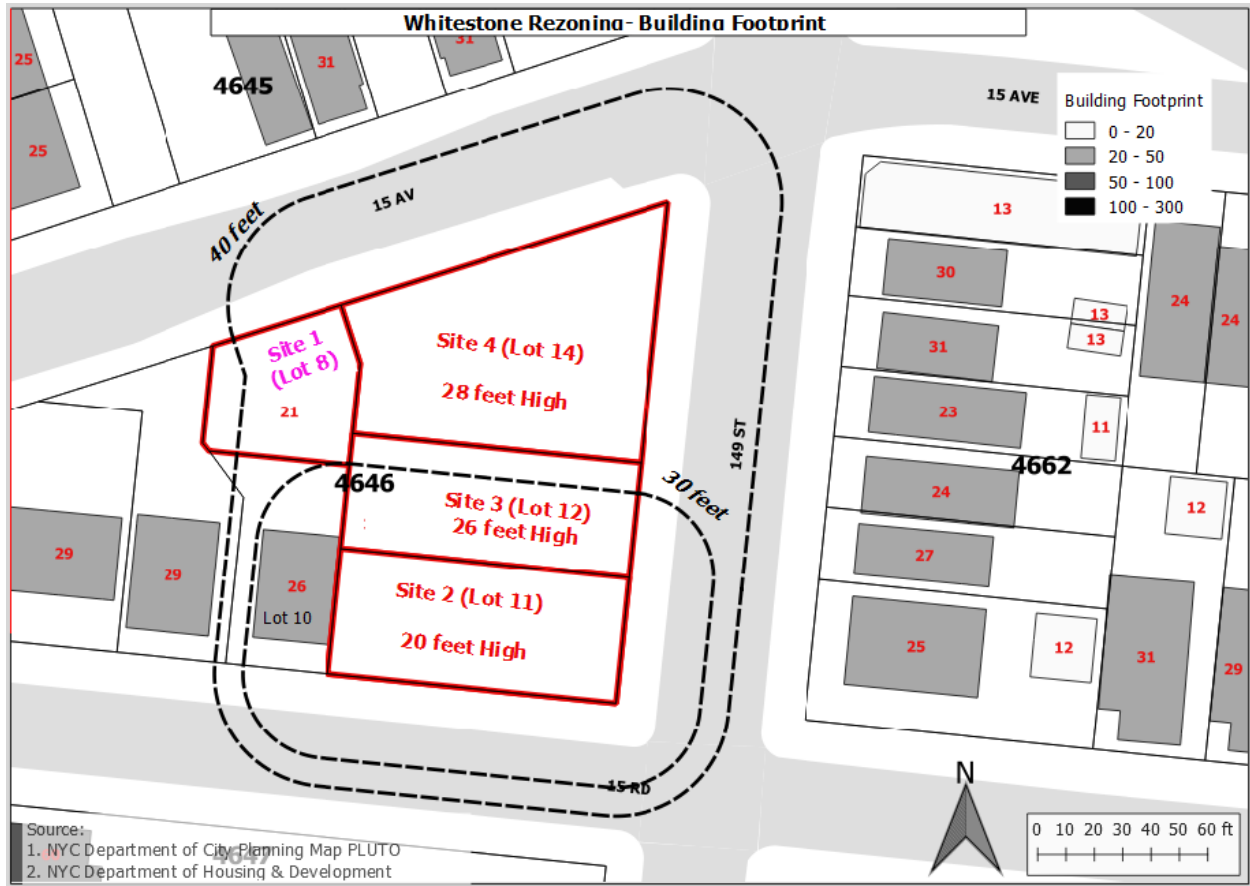 Whitestone Rezoning- Building Footprint
25
4645
31
31
25
15 AVE
Building Footprint
0 - 20
20 - 50
50 - 100
100 - 300
15 AV
40 feet
13
30
24
24
13
31
13
Site 1
(Lot 8)
21
Site 4 (Lot 14)
28 feet High
149 ST
23
11
4662
4646
30 feet
Site 3 (Lot 12)
26 feet High
24
12
29
29
26
Lot 10
27
Site 2 (Lot 11)
20 feet High
25
12
31
29
15 RD
N
0 10 20 30 40 50 60 ft
Source:
4647
1. NYC Department of City Planning Map PLUTO
2. NYC Department of Housing & Development